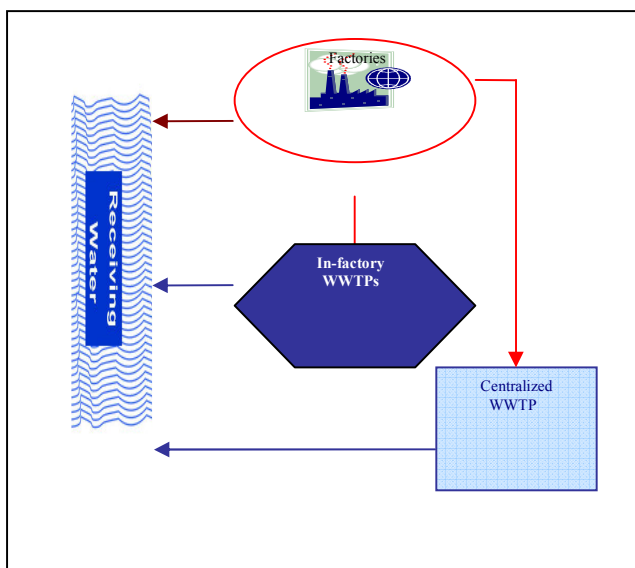 Factories
Receiving
Water
In-factory
WWTPs
Centralized
WWTP